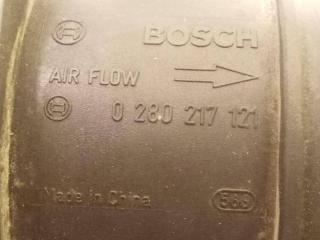 BOSCH
AIR FLOW
0 280 217 121
Made in China